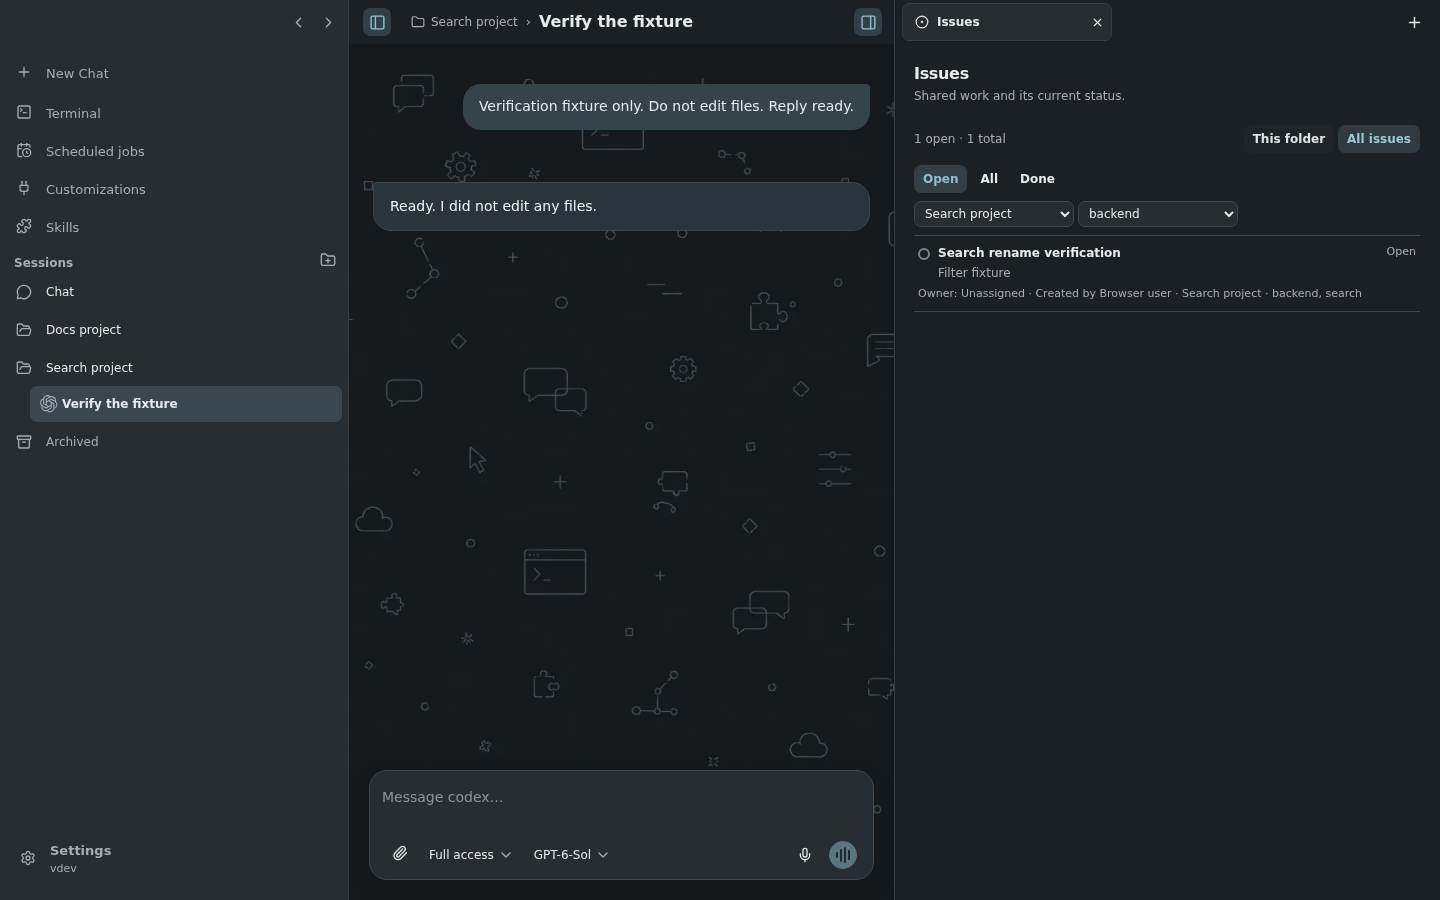 New Chat
Terminal
Scheduled jobs
Customizations
Skills
Sessions
Chat
Docs project
Search project
Verify the fixture
Archived
Settings
vdev
Search project › Verify the fixture
Verification fixture only. Do not edit files. Reply ready.
Ready. I did not edit any files.
Message codex…
Full access
GPT-6-Sol
Issues
Issues
Shared work and its current status.
1 open · 1 total
This folder
All issues
Open
All
Done
Search project
backend
Search rename verification
Open
Filter fixture
Owner: Unassigned · Created by Browser user · Search project · backend, search